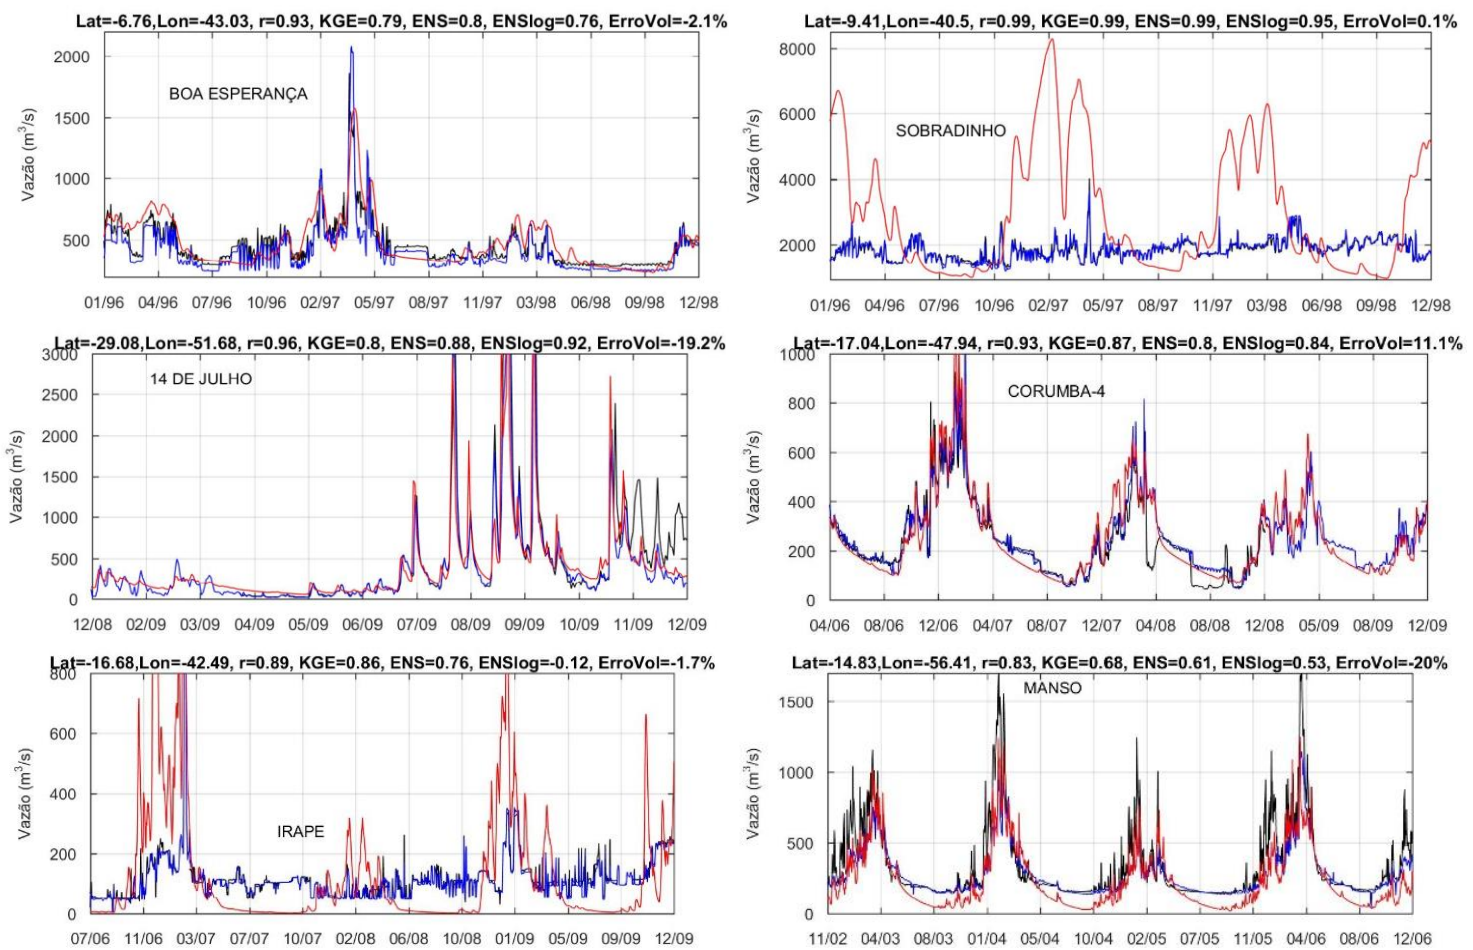 Lat=-6.76,Lon=-43.03, r=0.93, KGE=0.79, ENS=0.8, ENSlog=0.76, ErroVol=-2.1%
Vazão (m³/s)
2000
1500
1000
500
BOA ESPERANÇA
01/96 04/96 07/96 10/96 02/97 05/97 08/97 11/97 03/98 06/98 09/98 12/98
Lat=-9.41,Lon=-40.5, r=0.99, KGE=0.99, ENS=0.99, ENSlog=0.95, ErroVol=0.1%
Vazão (m³/s)
8000
6000
4000
2000
SOBRADINHO
01/96 04/96 07/96 10/96 02/97 05/97 08/97 11/97 03/98 06/98 09/98 12/98
Lat=-29.08,Lon=-51.68, r=0.96, KGE=0.8, ENS=0.88, ENSlog=0.92, ErroVol=-19.2%
Vazão (m³/s)
3000
2500
2000
1500
1000
500
0
14 DE JULHO
12/08 02/09 03/09 04/09 05/09 06/09 07/09 08/09 09/09 10/09 11/09 12/09
Lat=-17.04,Lon=-47.94, r=0.93, KGE=0.87, ENS=0.8, ENSlog=0.84, ErroVol=11.1%
Vazão (m³/s)
1000
800
600
400
200
0
CORUMBA-4
04/06 08/06 12/06 04/07 08/07 12/07 04/08 08/08 12/08 05/09 09/09 12/09
Lat=-16.68,Lon=-42.49, r=0.89, KGE=0.86, ENS=0.76, ENSlog=-0.12, ErroVol=-1.7%
Vazão (m³/s)
800
600
400
200
0
IRAPE
07/06 11/06 03/07 07/07 10/07 02/08 06/08 10/08 01/09 05/09 09/09 12/09
Lat=-14.83,Lon=-56.41, r=0.83, KGE=0.68, ENS=0.61, ENSlog=0.53, ErroVol=-20%
Vazão (m³/s)
1500
1000
500
0
MANSO
11/02 04/03 08/03 01/04 05/04 10/04 02/05 07/05 11/05 04/06 08/06 12/06